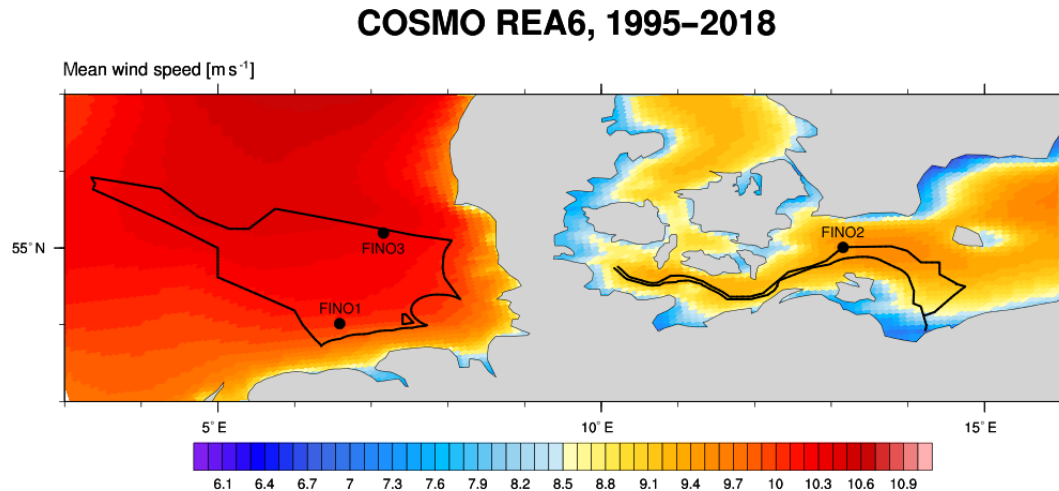 COSMO REA6, 1995–2018
Mean wind speed [m s⁻¹]
55°N
FINO3
FINO2
FINO1
5°E 10°E 15°E
6.1 6.4 6.7 7 7.3 7.6 7.9 8.2 8.5 8.8 9.1 9.4 9.7 10 10.3 10.6 10.9